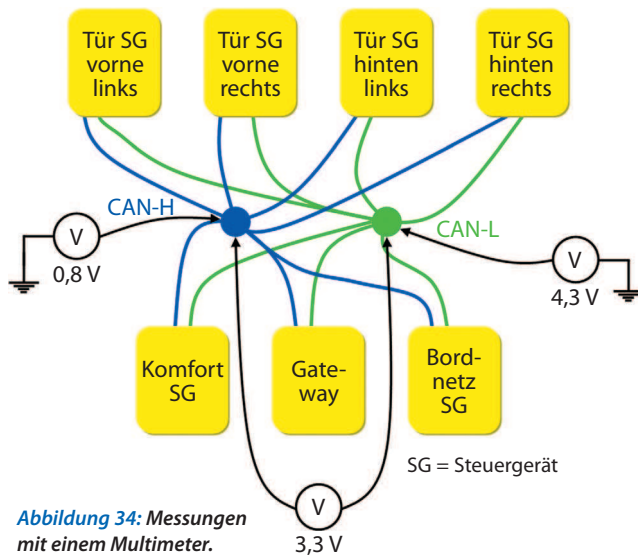 Tür SG
vorne
links
Tür SG
vorne
rechts
Tür SG
hinten
links
Tür SG
hinten
rechts
CAN-H
CAN-L
V
0,8 V
V
4,3 V
Komfort
SG
Gate-
way
Bord-
netz
SG
SG = Steuergerät
V
3,3 V
Abbildung 34: Messungen
mit einem Multimeter.